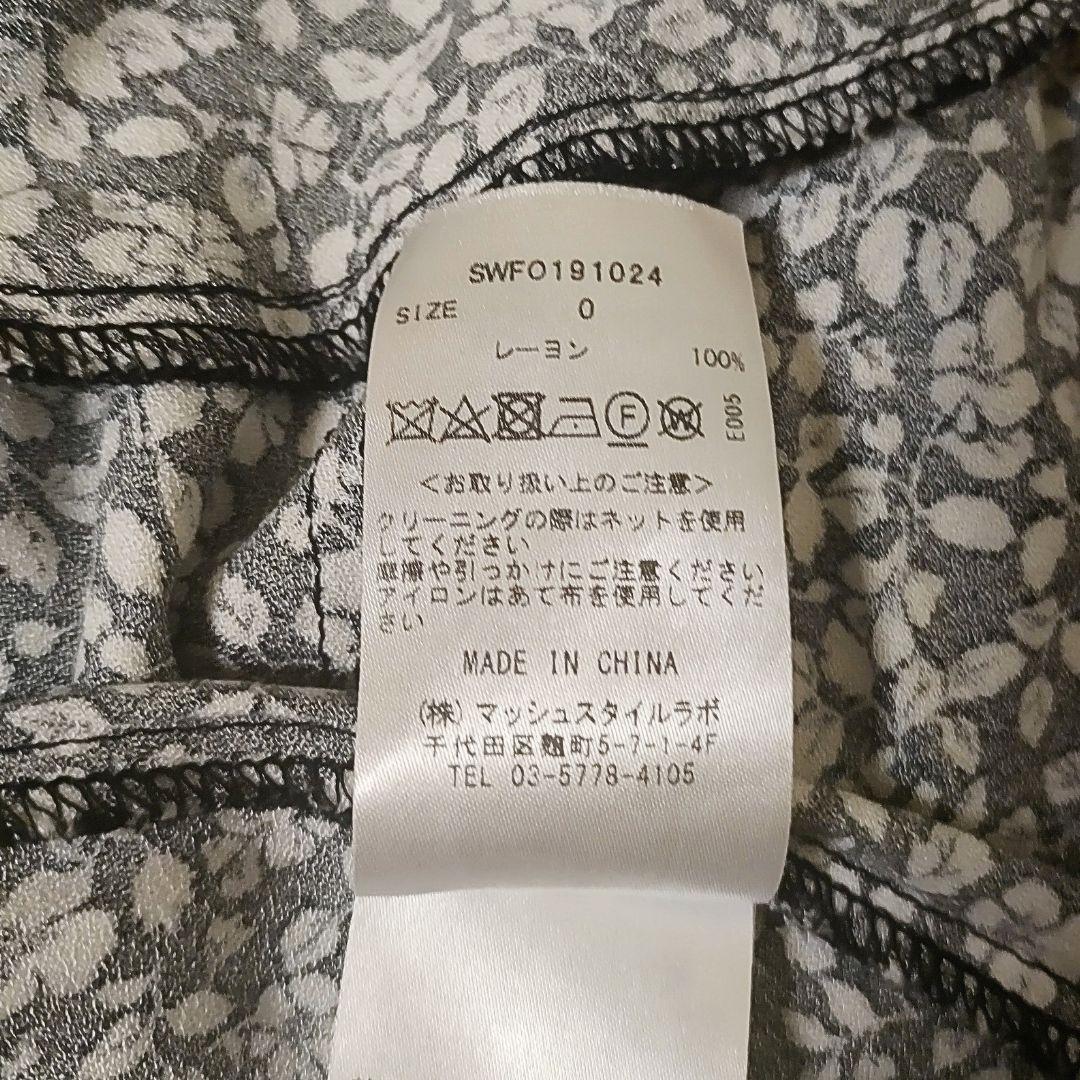 SWFO191024
SIZE 0
レーヨン 100%
F W E005
<お取り扱い上のご注意>
クリーニングの際はネットを使用
してください
摩擦や引っかけにご注意ください
アイロンはあて布を使用してくだ
さい
MADE IN CHINA
(株)マッシュスタイルラボ
千代田区麹町5-7-1-4F
TEL 03-5778-4105